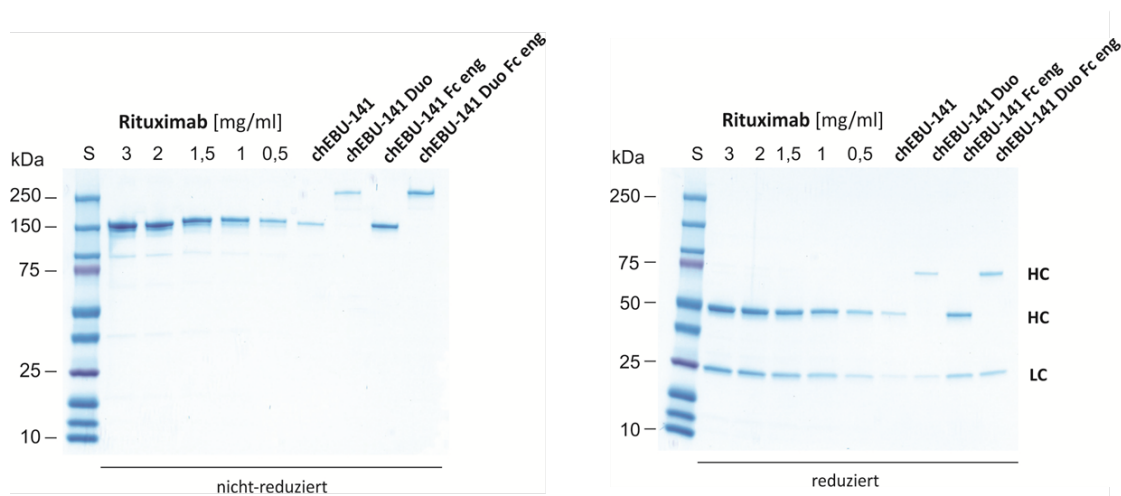 Rituximab [mg/ml]
kDa S 3 2 1,5 1 0,5 chEBU-141 chEBU-141 Duo chEBU-141 Fc eng chEBU-141 Duo Fc eng
250
150
75
25
10
nicht-reduziert
Rituximab [mg/ml]
kDa S 3 2 1,5 1 0,5 chEBU-141 chEBU-141 Duo chEBU-141 Fc eng chEBU-141 Duo Fc eng
250
75
HC
50
HC
25
LC
10
reduziert